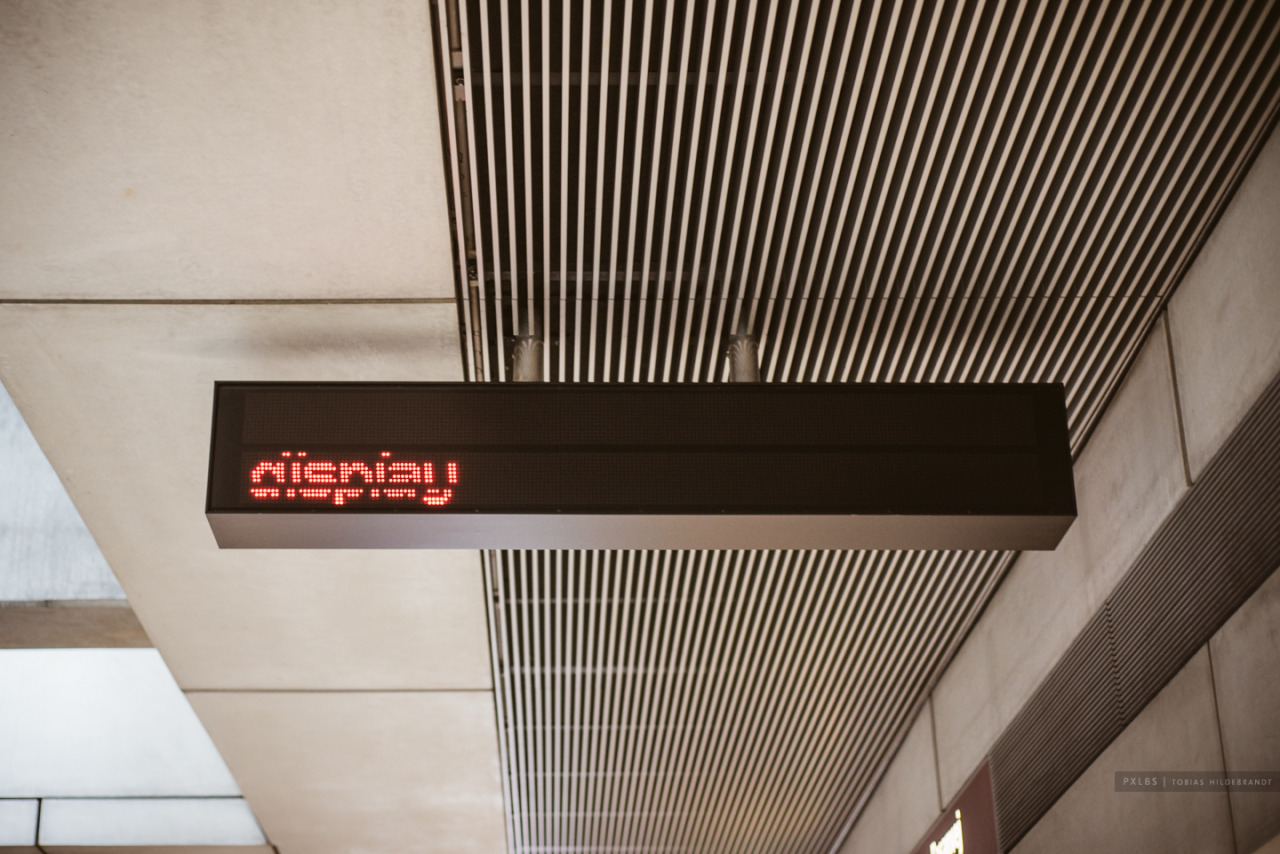 display
PXLBS | TOBIAS HILDEBRANDT